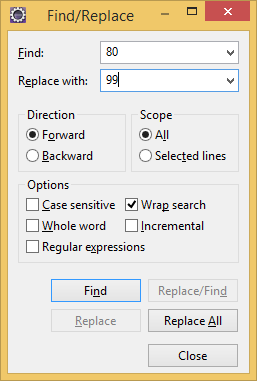 Find/Replace
Find: 80
Replace with: 99
Direction Scope
Forward All
Backward Selected lines
Options
Case sensitive Wrap search
Whole word Incremental
Regular expressions
Find Replace/Find
Replace Replace All
Close